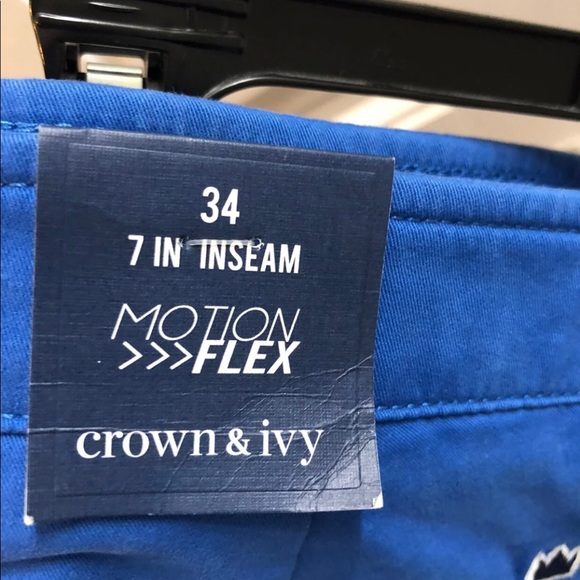 34
7 IN INSEAM
MOTION
>>>FLEX
crown & ivy